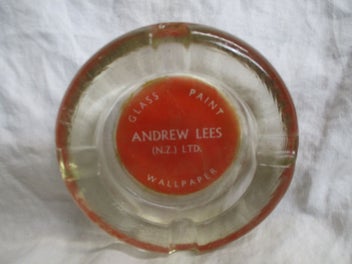 GLASS PAINT
ANDREW LEES
(N.Z.) LTD.
WALLPAPER